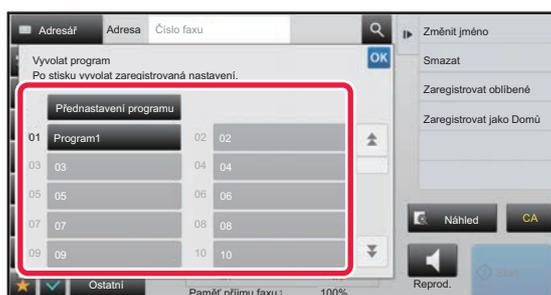 Adresář
Adresa
Číslo faxu
Změnit jméno
Vyvolat program
OK
Smazat
Po stisku vyvolat zaregistrovaná nastavení.
Zaregistrovat oblíbené
Přednastavení programu
Zaregistrovat jako Domů
01 Program1
02 02
03 03
04 04
05 05
06 06
07 07
08 08
Náhled
CA
09 09
10 10
Start
Ostatní
Paměť příjmu faxu: 100%
Reprod.